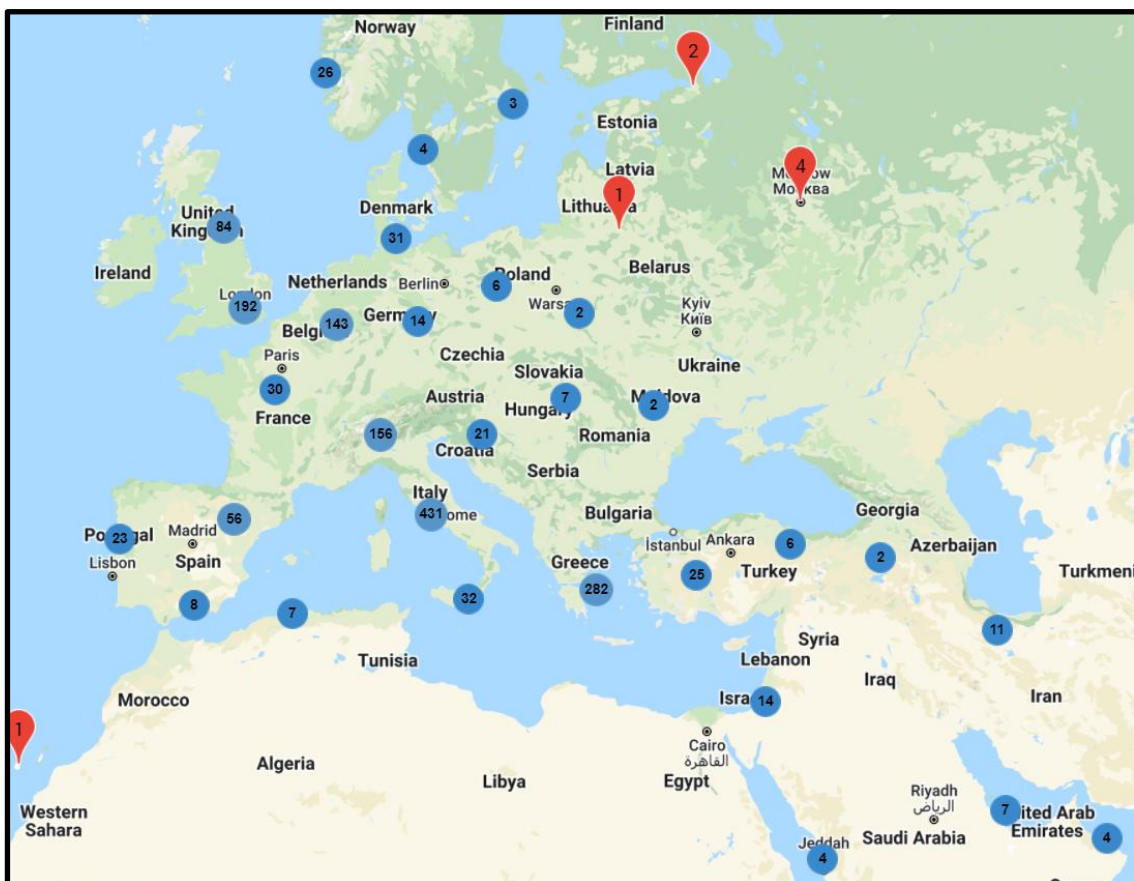 Norway
Finland
2
26
3
Estonia
4
Latvia
4
Москва
1
Lithuania
Denmark
United
Kingdom
84
31
Ireland
Netherlands
Berlin
Poland
6
Belarus
London
192
Warsaw
2
Kyiv
Київ
Belgium
143
Germany
14
Paris
Czechia
Ukraine
Slovakia
30
France
Austria
Hungary
7
Moldova
2
156
21
Croatia
Romania
Serbia
Italy
431
Rome
56
Bulgaria
Georgia
Portugal
23
Madrid
İstanbul
Ankara
6
2
Azerbaijan
Lisbon
Spain
Greece
25
Turkey
Turkmeni
282
8
7
32
11
Syria
Tunisia
Lebanon
Iraq
Morocco
Israel
14
Iran
1
Cairo
القاهرة
Algeria
Libya
Egypt
Riyadh
الرياض
Western
Sahara
7
United Arab
Emirates
Saudi Arabia
4
Jeddah
4